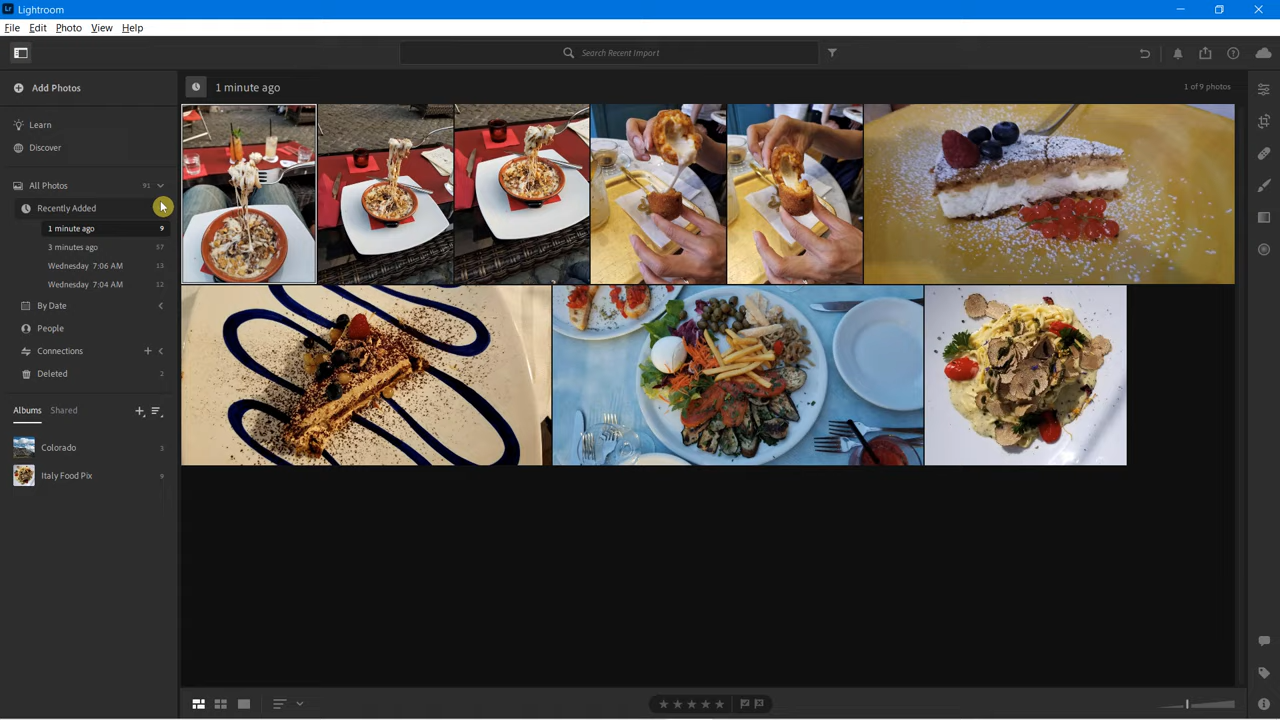 Lr Lightroom
File Edit Photo View Help
Search Recent Import
Add Photos
1 minute ago
1 of 9 photos
Learn
Discover
All Photos 91
Recently Added
1 minute ago 9
3 minutes ago 57
Wednesday 7:06 AM 13
Wednesday 7:04 AM 12
By Date
People
Connections +
Deleted 2
Albums Shared
Colorado 3
Italy Food Pix 9